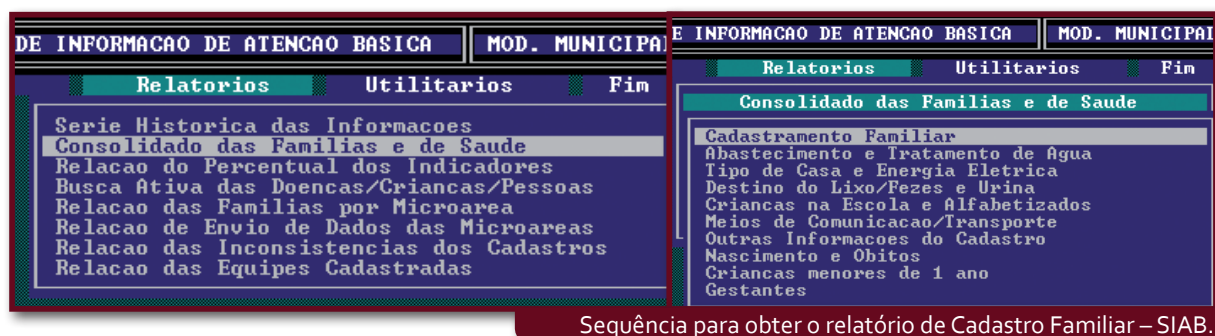 DE INFORMACAO DE ATENCAO BASICA MOD. MUNICIPA
Relatorios Utilitarios Fim
Serie Historica das Informacoes
Consolidado das Familias e de Saude
Relacao do Percentual dos Indicadores
Busca Ativa das Doencas/Criancas/Pessoas
Relacao das Familias por Microarea
Relacao de Envio de Dados das Microareas
Relacao das Inconsistencias dos Cadastros
Relacao das Equipes Cadastradas
E INFORMACAO DE ATENCAO BASICA MOD. MUNICIPAI
Relatorios Utilitarios Fim
Consolidado das Familias e de Saude
Cadastramento Familiar
Abastecimento e Tratamento de Agua
Tipo de Casa e Energia Eletrica
Destino do Lixo/Fezes e Urina
Criancas na Escola e Alfabetizados
Meios de Comunicacao/Transporte
Outras Informacoes do Cadastro
Nascimento e Obitos
Criancas menores de 1 ano
Gestantes
Sequência para obter o relatório de Cadastro Familiar – SIAB.